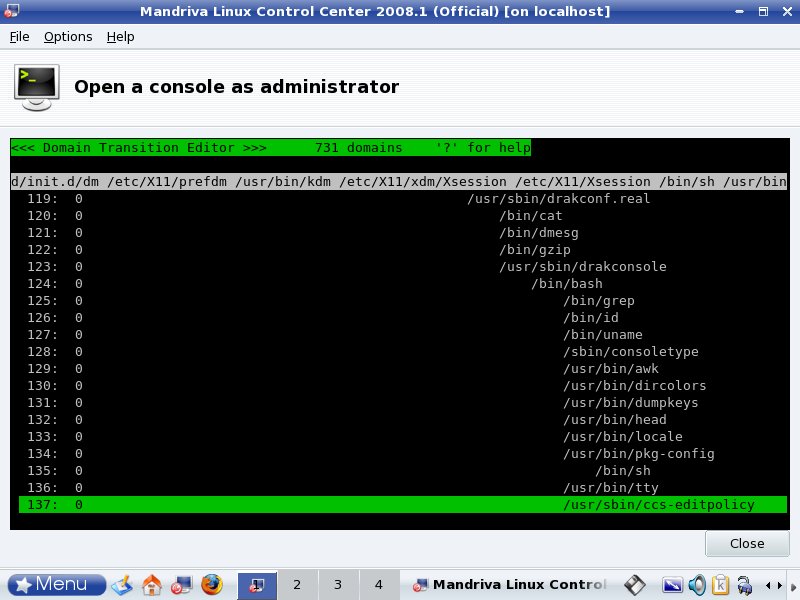 Mandriva Linux Control Center 2008.1 (Official) [on localhost]
File Options Help
>_
Open a console as administrator
<<< Domain Transition Editor >>>      731 domains    '?' for help
d/init.d/dm /etc/X11/prefdm /usr/bin/kdm /etc/X11/xdm/Xsession /etc/X11/Xsession /bin/sh /usr/bin
119:  0 /usr/sbin/drakconf.real
120:  0 /bin/cat
121:  0 /bin/dmesg
122:  0 /bin/gzip
123:  0 /usr/sbin/drakconsole
124:  0 /bin/bash
125:  0 /bin/grep
126:  0 /bin/id
127:  0 /bin/uname
128:  0 /sbin/consoletype
129:  0 /usr/bin/awk
130:  0 /usr/bin/dircolors
131:  0 /usr/bin/dumpkeys
132:  0 /usr/bin/head
133:  0 /usr/bin/locale
134:  0 /usr/bin/pkg-config
135:  0 /bin/sh
136:  0 /usr/bin/tty
137:  0 /usr/sbin/ccs-editpolicy
Close
Menu 1 2 3 4 Mandriva Linux Contro